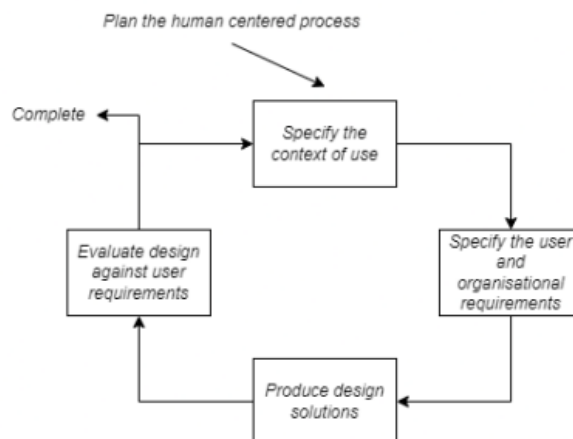 Plan the human centered process
Complete
Specify the
context of use
Evaluate design
against user
requirements
Specify the user
and
organisational
requirements
Produce design
solutions